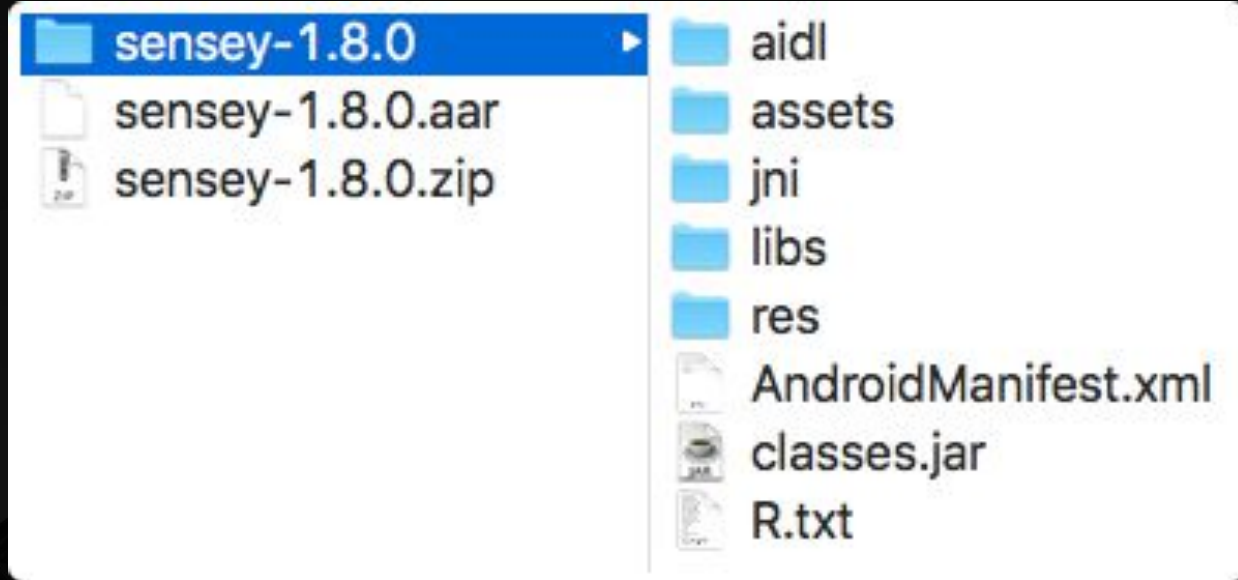 sensey-1.8.0
sensey-1.8.0.aar
sensey-1.8.0.zip
aidl
assets
jni
libs
res
AndroidManifest.xml
classes.jar
R.txt